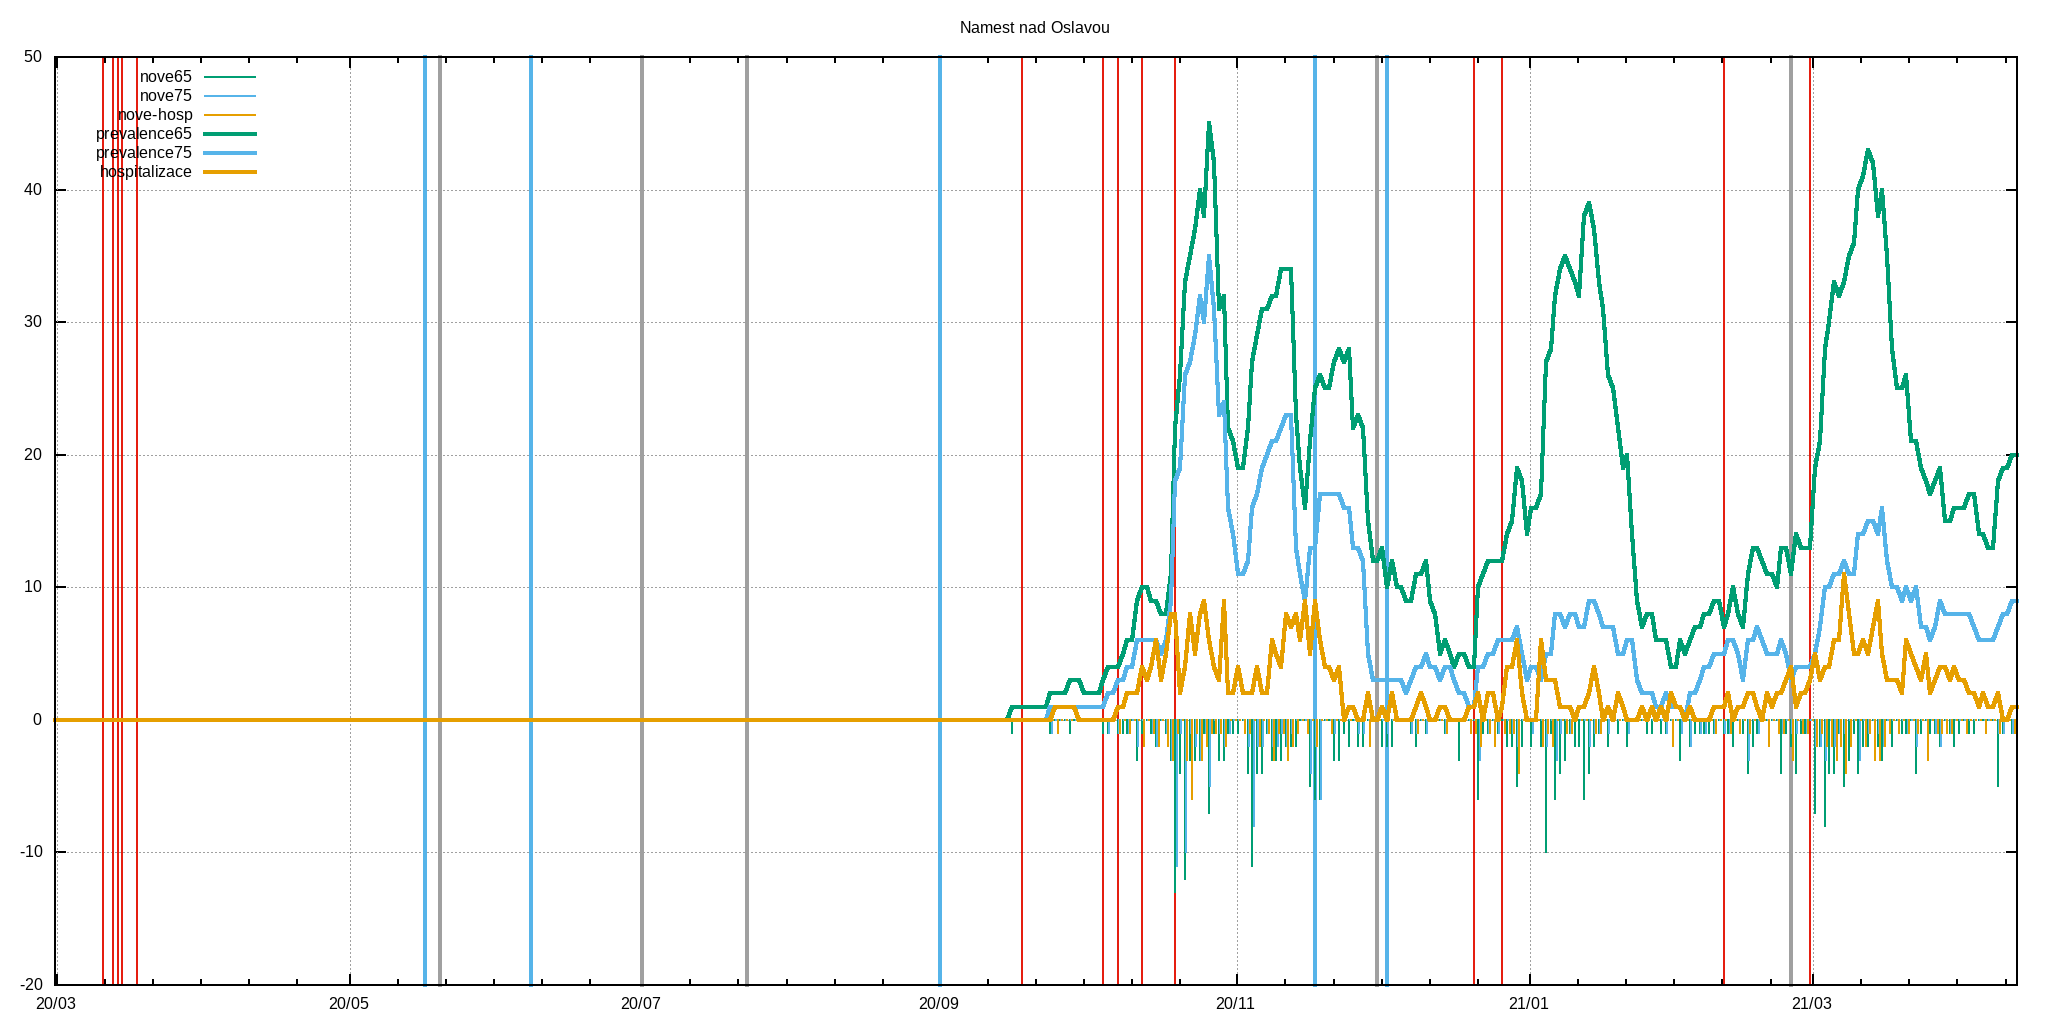 Namest nad Oslavou
50
40
30
20
10
0
-10
-20
nove65
nove75
nove-hosp
prevalence65
prevalence75
hospitalizace
20/03 20/05 20/07 20/09 20/11 21/01 21/03